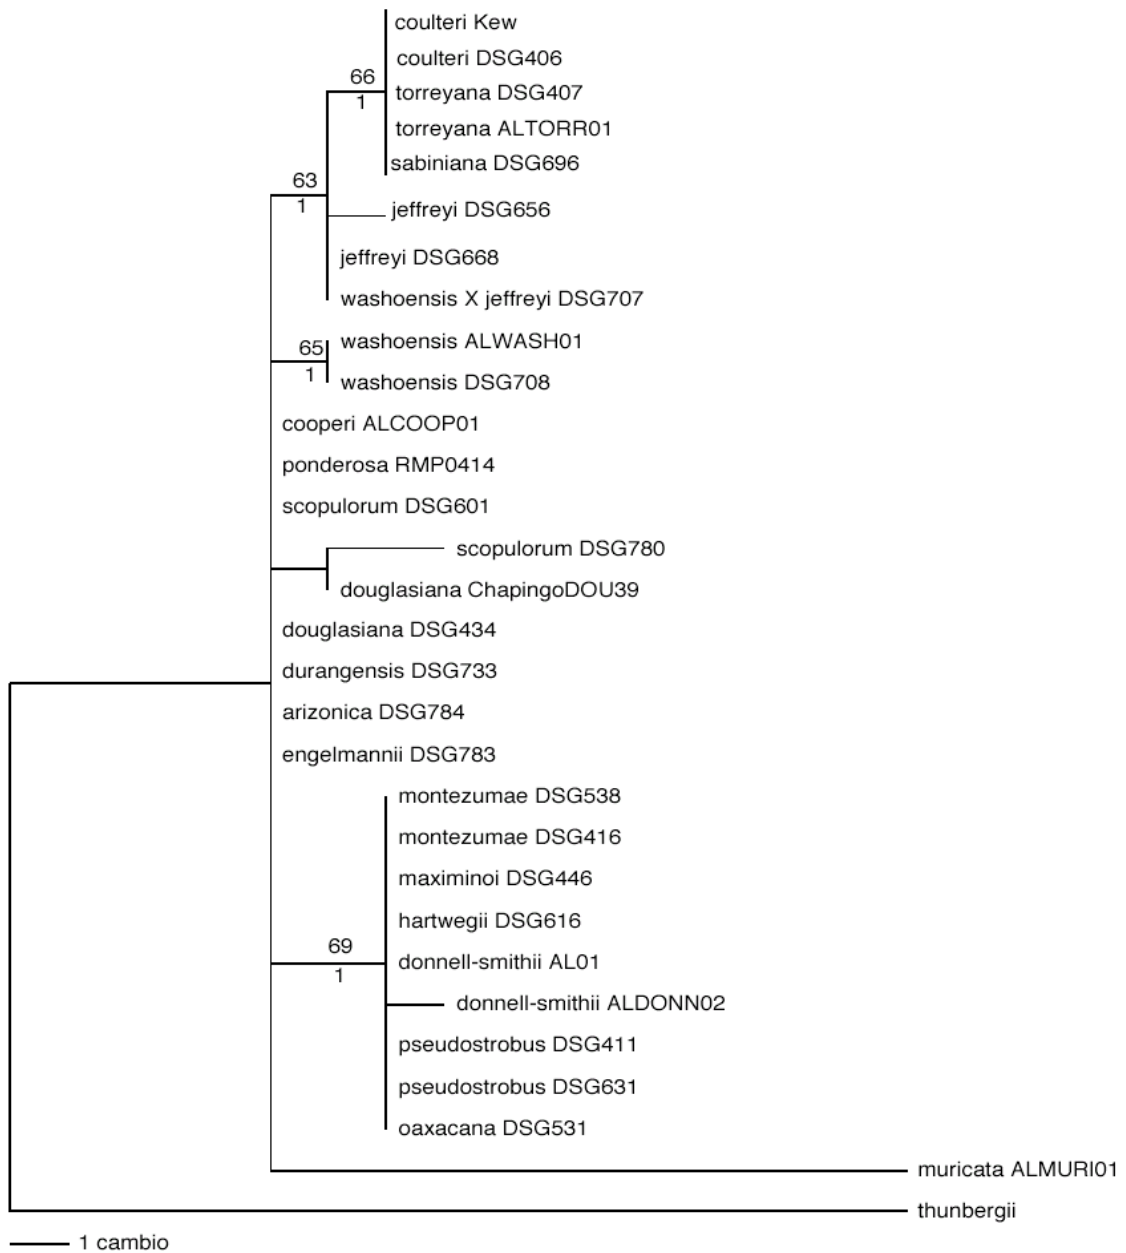 coulteri Kew
coulteri DSG406
66
torreyana DSG407
1
torreyana ALTORR01
sabiniana DSG696
63
1
jeffreyi DSG656
jeffreyi DSG668
washoensis X jeffreyi DSG707
washoensis ALWASH01
65
1
washoensis DSG708
cooperi ALCOOP01
ponderosa RMP0414
scopulorum DSG601
scopulorum DSG780
douglasiana ChapingoDOU39
douglasiana DSG434
durangensis DSG733
arizonica DSG784
engelmannii DSG783
montezumae DSG538
montezumae DSG416
maximinoi DSG446
hartwegii DSG616
69
donnell-smithii AL01
1
donnell-smithii ALDONN02
pseudostrobus DSG411
pseudostrobus DSG631
oaxacana DSG531
muricata ALMURI01
thunbergii
1 cambio